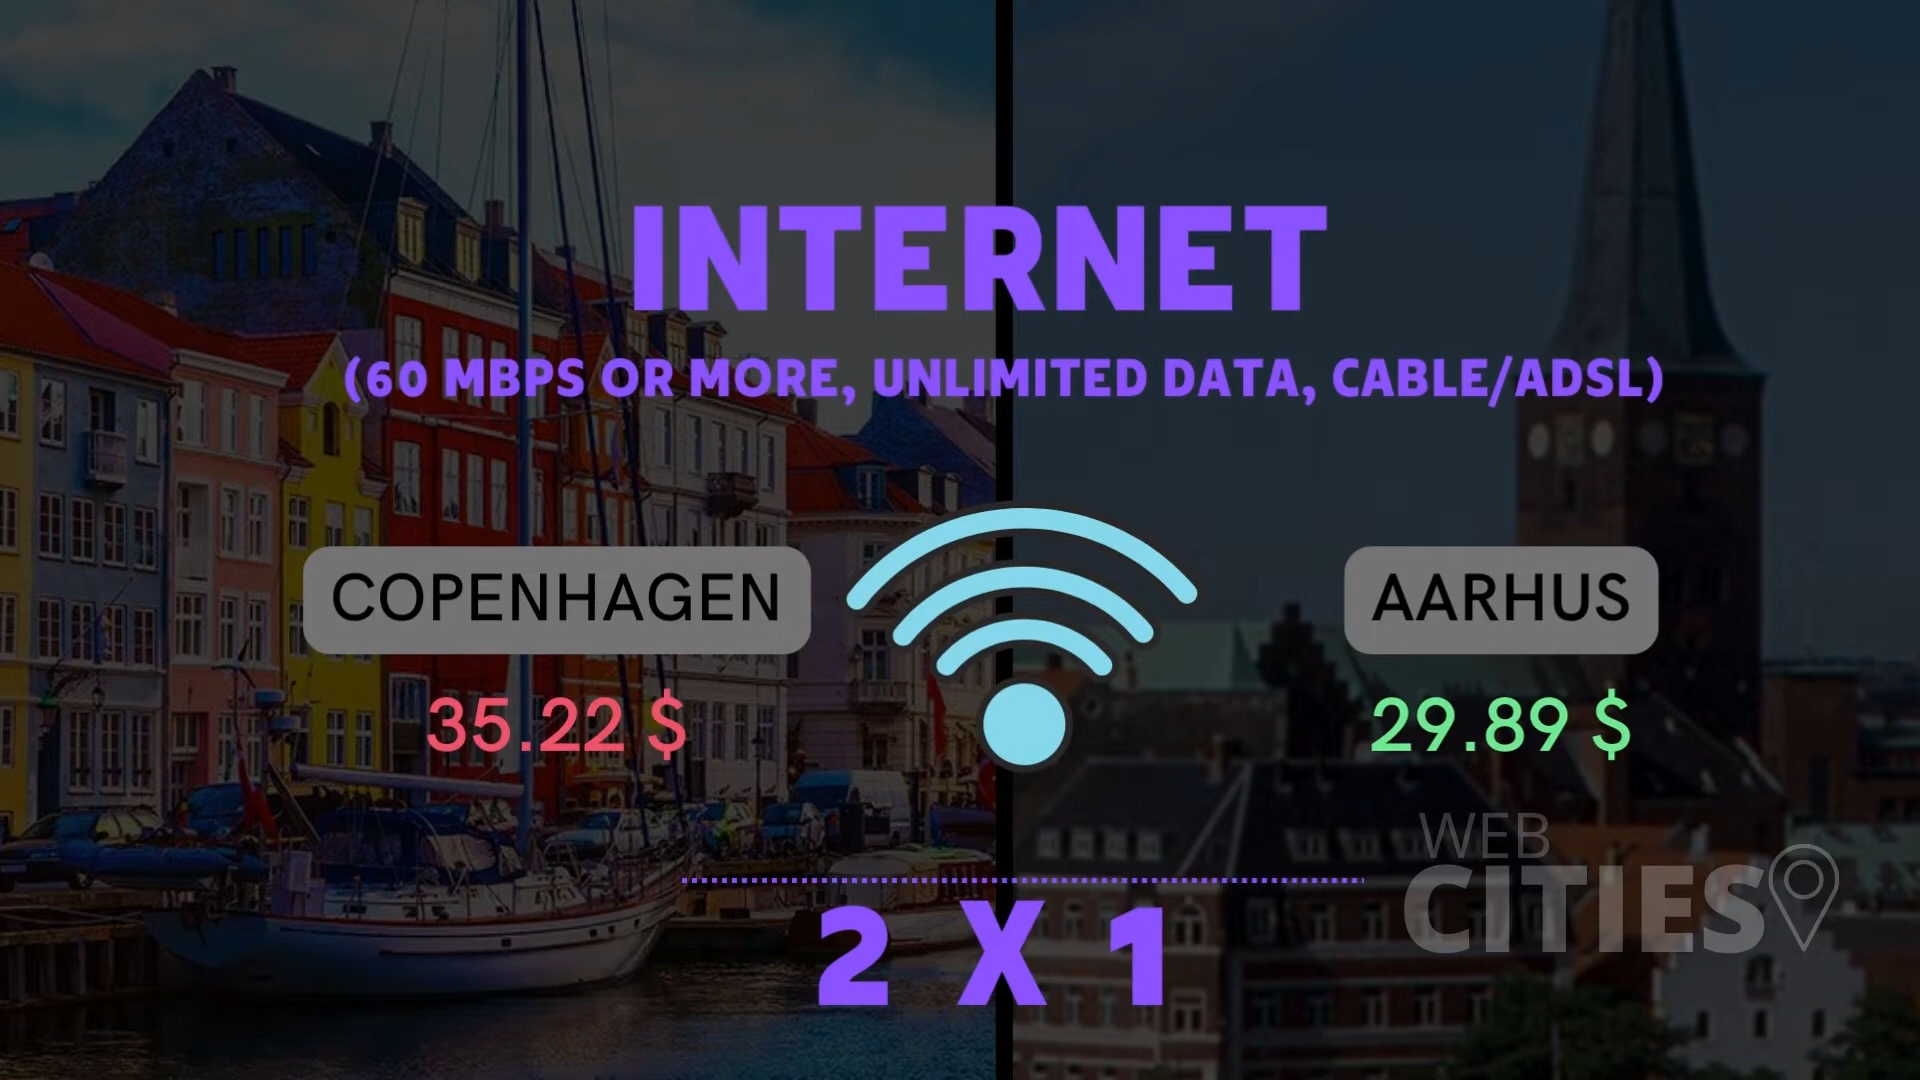 INTERNET
(60 MBPS OR MORE, UNLIMITED DATA, CABLE/ADSL)
COPENHAGEN
AARHUS
35.22 $
29.89 $
WEB
CITIES
2 X 1